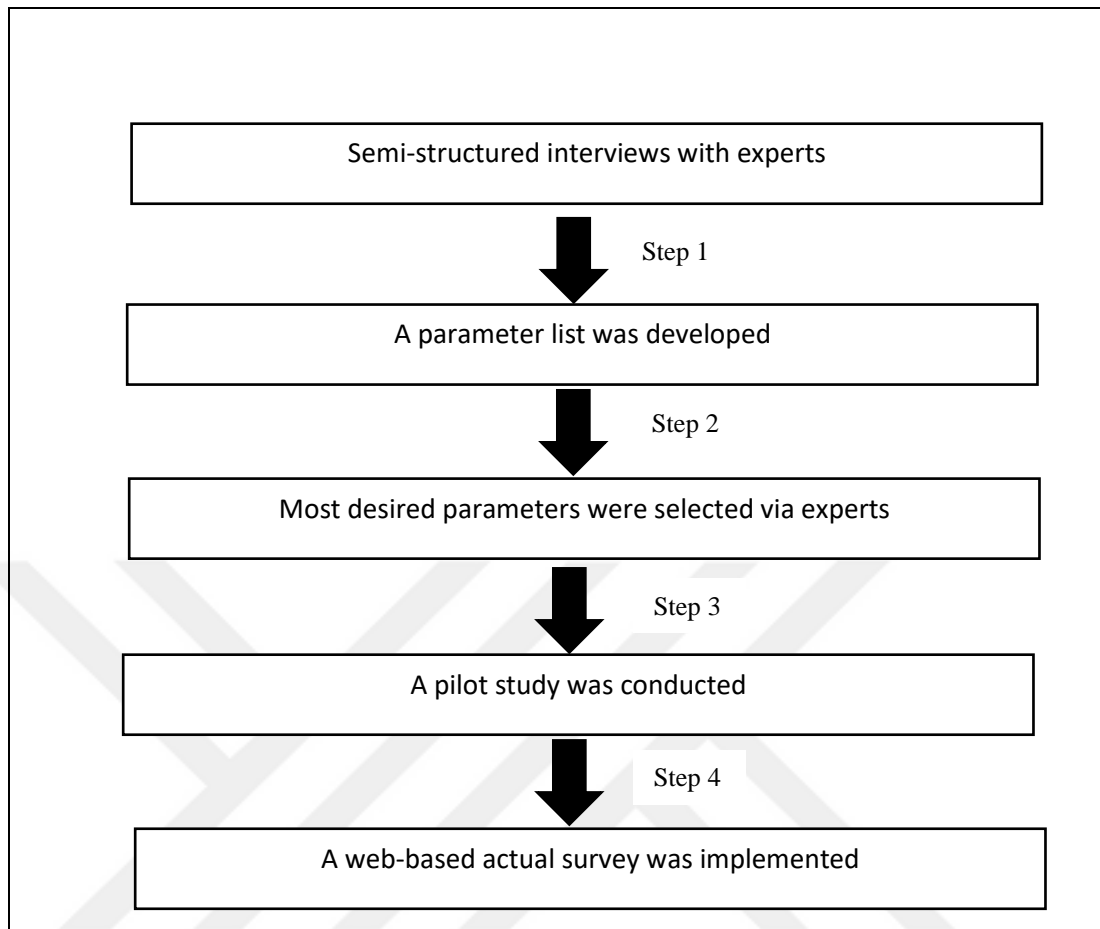 Semi-structured interviews with experts
Step 1
A parameter list was developed
Step 2
Most desired parameters were selected via experts
Step 3
A pilot study was conducted
Step 4
A web-based actual survey was implemented